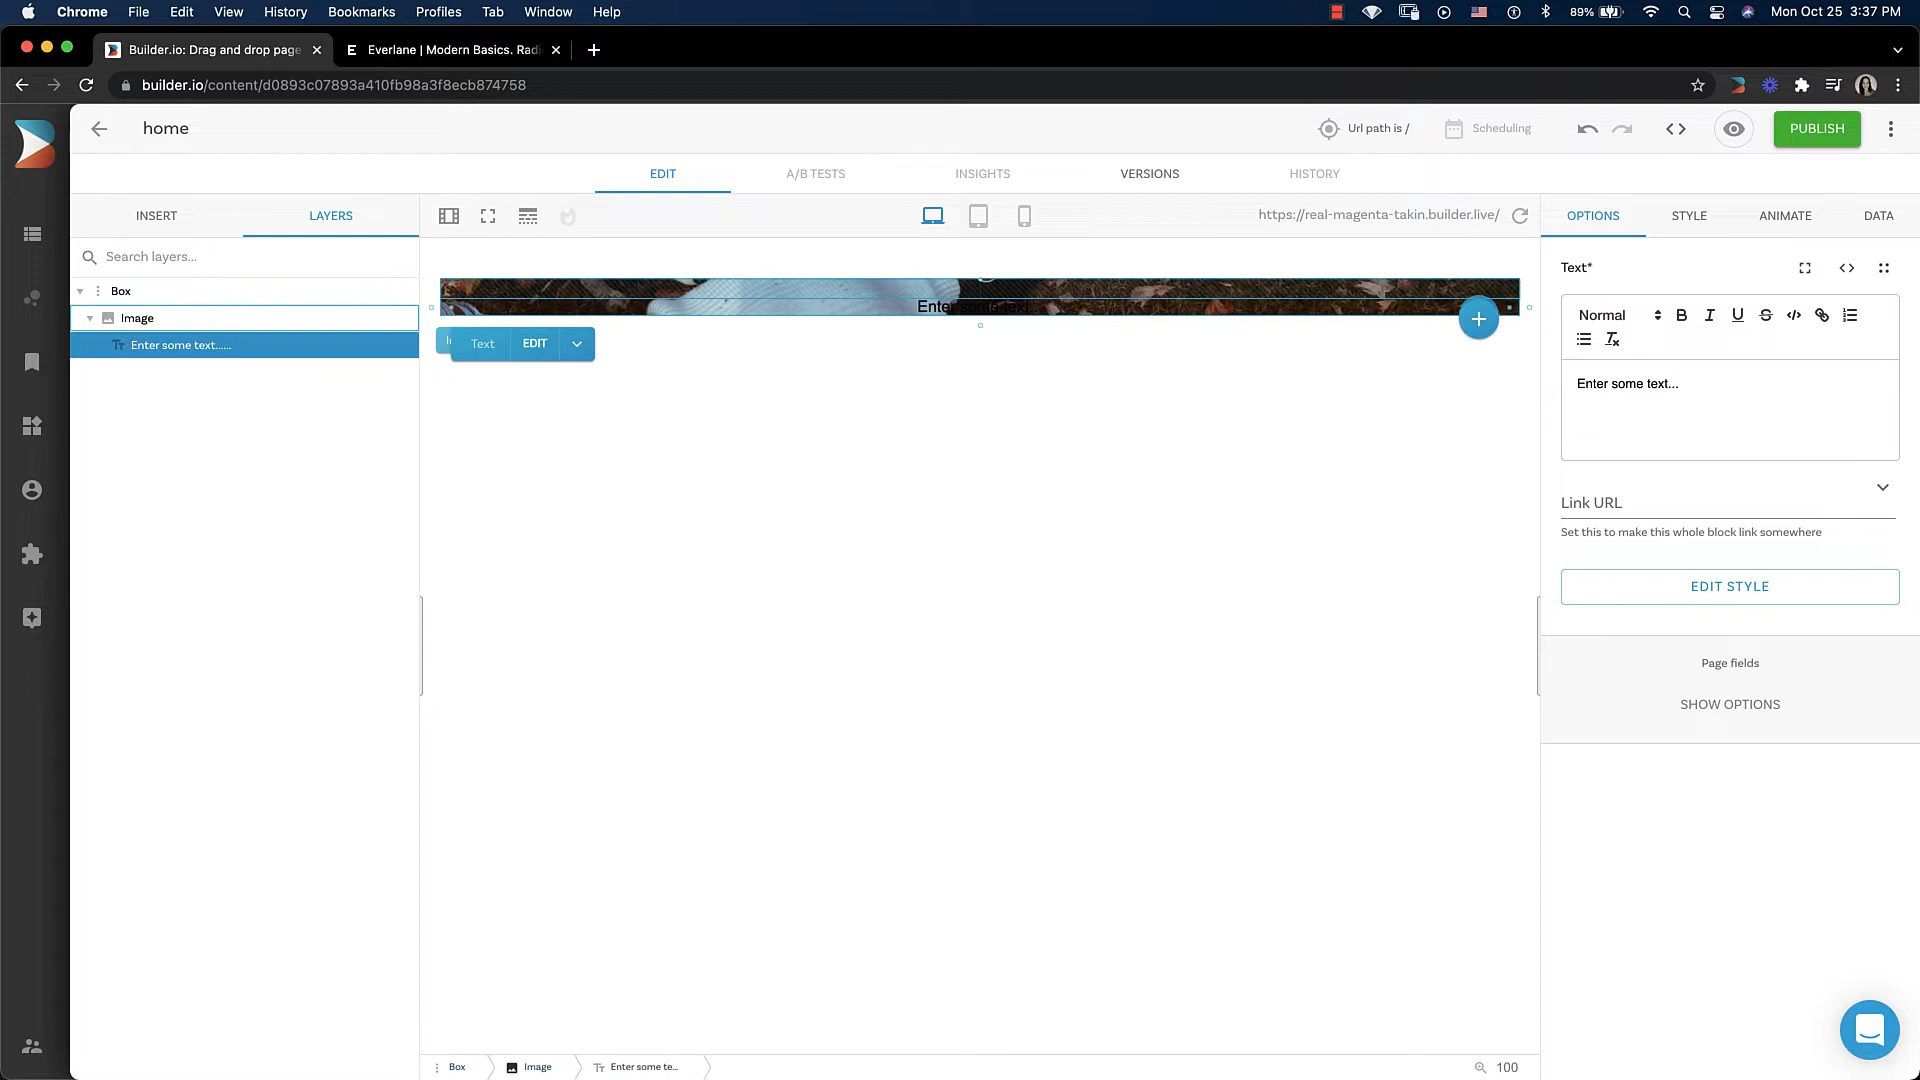 Chrome File Edit View History Bookmarks Profiles Tab Window Help 89% Mon Oct 25 3:37 PM
Builder.io: Drag and drop page
E Everlane | Modern Basics. Radi
builder.io/content/d0893c07893a410fb98a3f8ecb874758
home
Url path is /
Scheduling
PUBLISH
EDIT
A/B TESTS
INSIGHTS
VERSIONS
HISTORY
INSERT
LAYERS
https://real-magenta-takin.builder.live/
OPTIONS
STYLE
ANIMATE
DATA
Search layers...
Text*
Box
Image
Enter some text......
Enter
Text
EDIT
Normal
Enter some text...
Link URL
Set this to make this whole block link somewhere
EDIT STYLE
Page fields
SHOW OPTIONS
Box
Image
Enter some te...
100